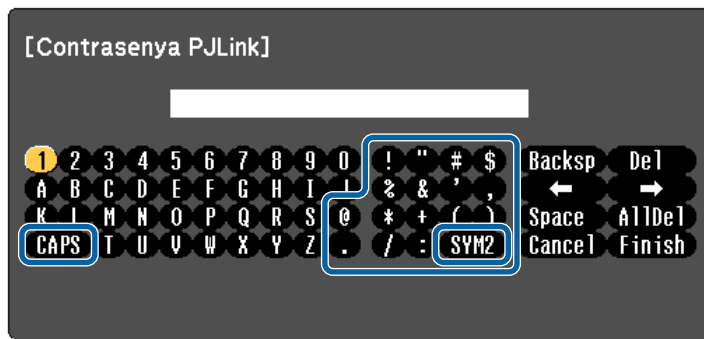 [Contrasenya PJLink]
1 2 3 4 5 6 7 8 9 0 ! " # $ Backsp Del
A B C D E F G H I J % & ' , ← →
K L M N O P Q R S @ * + ( ) Space AllDel
CAPS T U V W X Y Z . / : SYM2 Cancel Finish